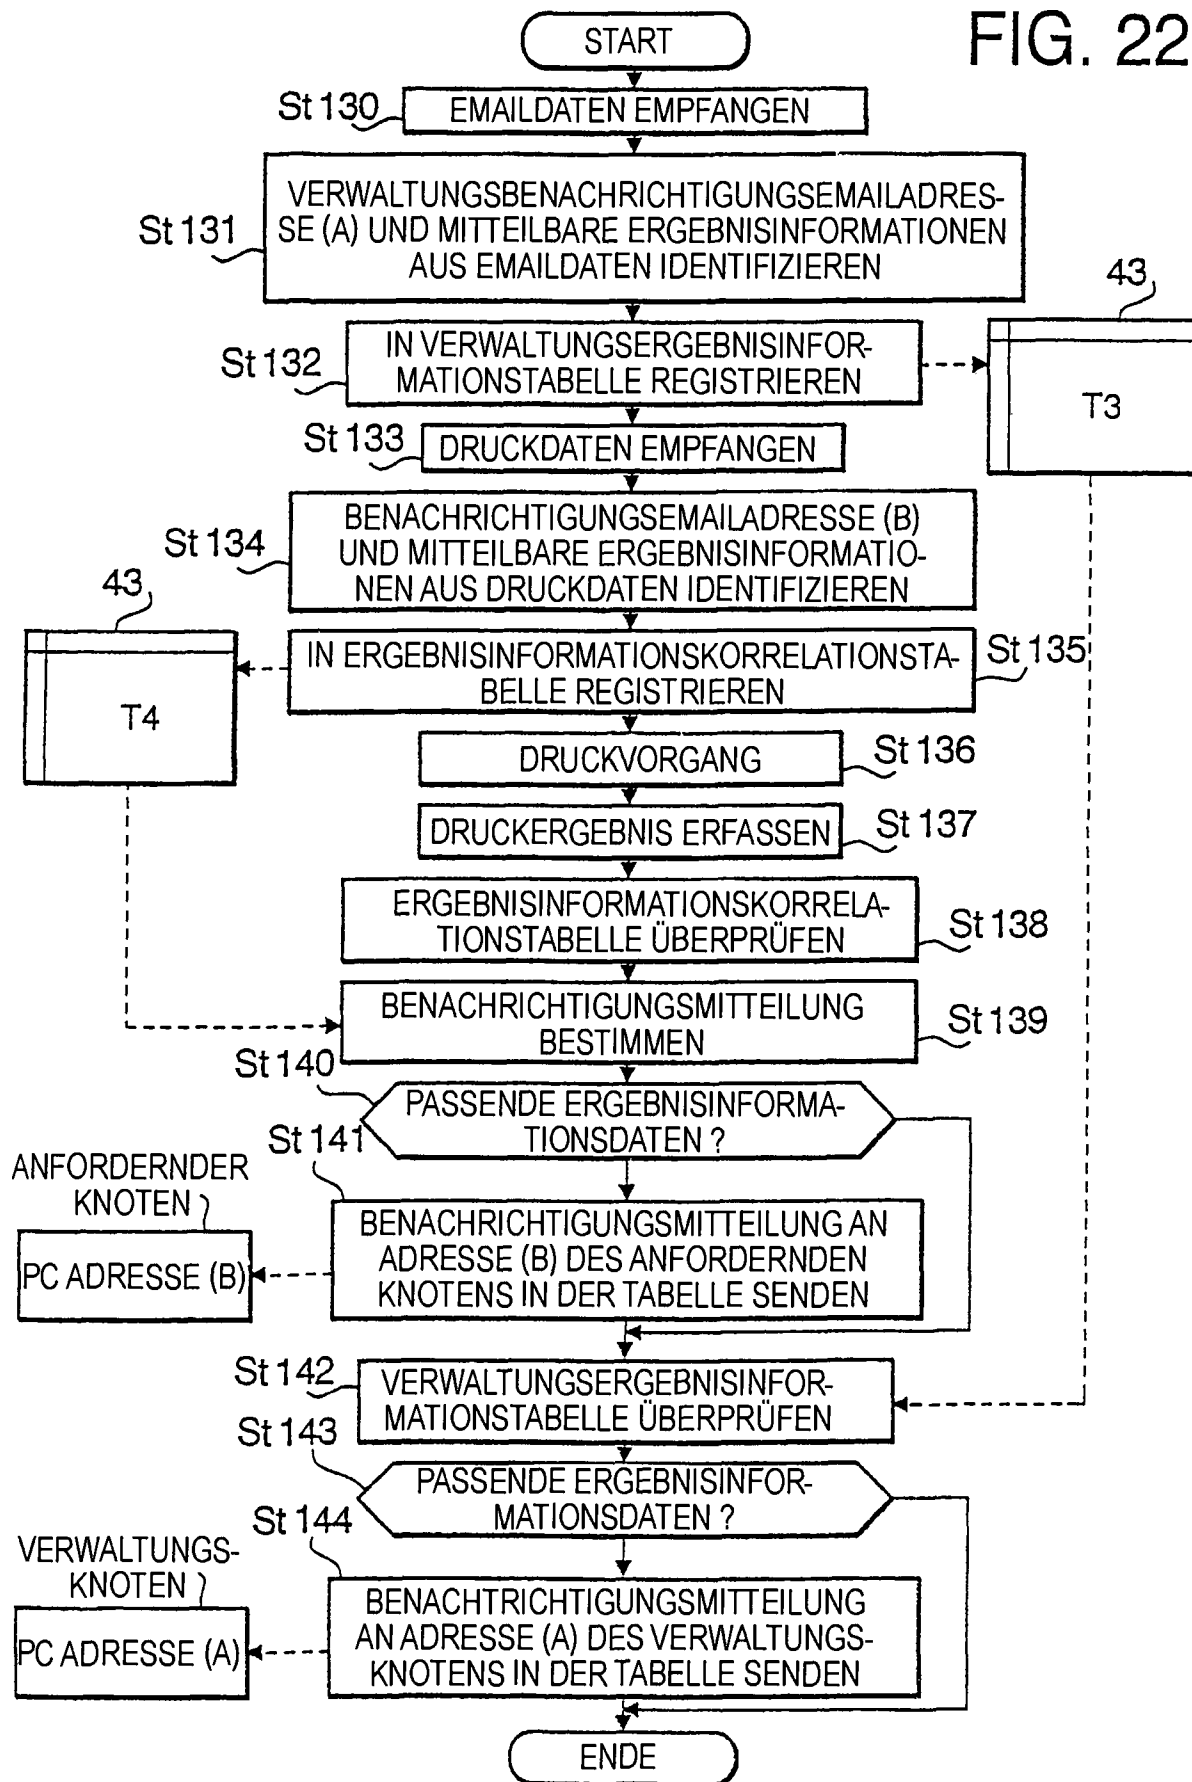 FIG. 22
START
St 130
EMAILDATEN EMPFANGEN
St 131
VERWALTUNGSBENACHRICHTIGUNGSEMAILADRES-
SE (A) UND MITTEILBARE ERGEBNISINFORMATIONEN
AUS EMAILDATEN IDENTIFIZIEREN
43
St 132
IN VERWALTUNGSERGEBNISINFOR-
MATIONSTABELLE REGISTRIEREN
T3
St 133
DRUCKDATEN EMPFANGEN
St 134
BENACHRICHTIGUNGSEMAILADRESSE (B)
UND MITTEILBARE ERGEBNISINFORMATIO-
NEN AUS DRUCKDATEN IDENTIFIZIEREN
43
T4
IN ERGEBNISINFORMATIONSKORRELATIONSTA-
BELLE REGISTRIEREN
St 135
DRUCKVORGANG
St 136
DRUCKERGEBNIS ERFASSEN
St 137
ERGEBNISINFORMATIONSKORRELA-
TIONSTABELLE ÜBERPRÜFEN
St 138
BENACHRICHTIGUNGSMITTEILUNG
BESTIMMEN
St 139
St 140
PASSENDE ERGEBNISINFORMA-
TIONSDATEN ?
St 141
ANFORDERNDER
KNOTEN
PC ADRESSE (B)
BENACHRICHTIGUNGSMITTEILUNG AN
ADRESSE (B) DES ANFORDERNDEN
KNOTENS IN DER TABELLE SENDEN
St 142
VERWALTUNGSERGEBNISINFOR-
MATIONSTABELLE ÜBERPRÜFEN
St 143
PASSENDE ERGEBNISINFOR-
MATIONSDATEN ?
St 144
VERWALTUNGS-
KNOTEN
PC ADRESSE (A)
BENACHTRICHTIGUNGSMITTEILUNG
AN ADRESSE (A) DES VERWALTUNGS-
KNOTENS IN DER TABELLE SENDEN
ENDE